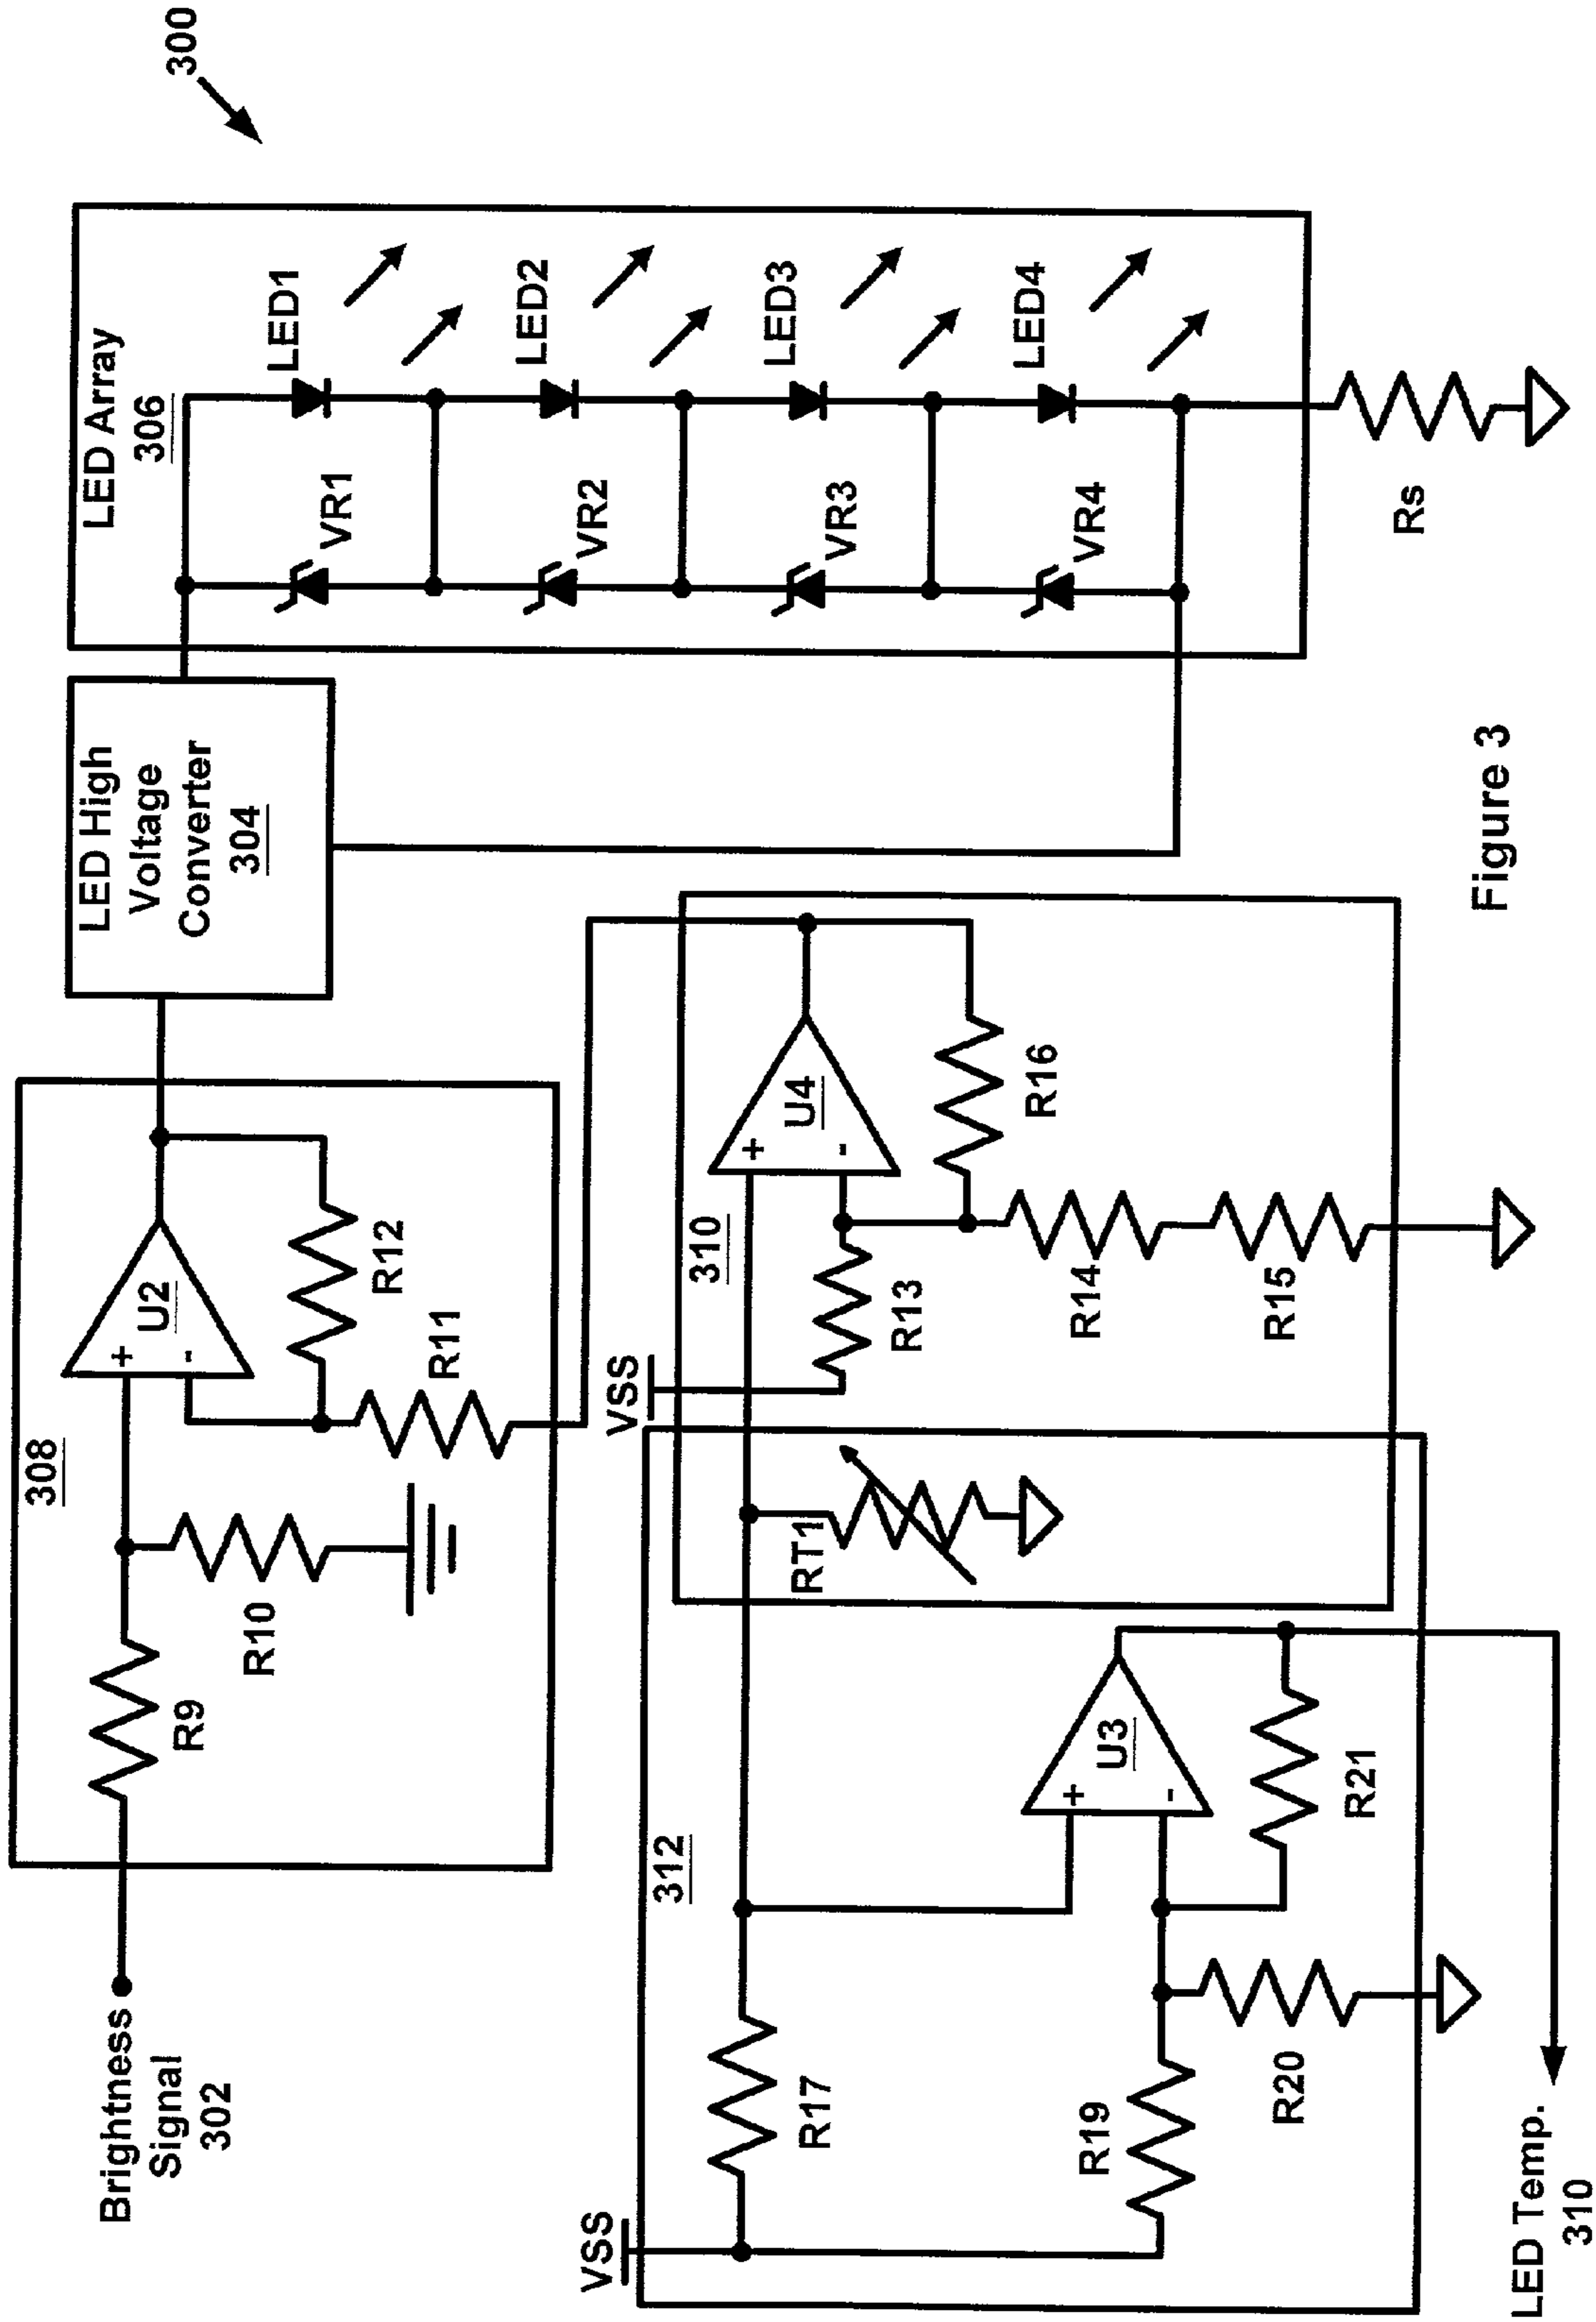 300
LED Array
306
LED1
LED2
LED3
LED4
VR1
VR2
VR3
VR4
Rs
LED High
Voltage
Converter
304
308
U2
+
-
R9
R10
R11
R12
Brightness
Signal
302
310
U4
+
-
VSS
R13
R14
R15
R16
RT1
312
VSS
R17
R19
R20
R21
U3
+
-
LED Temp.
310
Figure 3